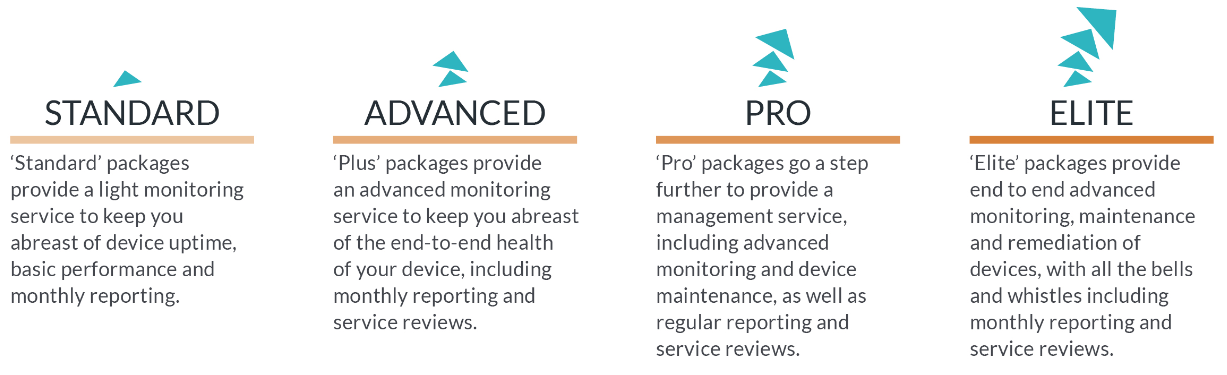 STANDARD
‘Standard’ packages
provide a light monitoring
service to keep you
abreast of device uptime,
basic performance and
monthly reporting.
ADVANCED
‘Plus’ packages provide
an advanced monitoring
service to keep you abreast
of the end-to-end health
of your device, including
monthly reporting and
service reviews.
PRO
‘Pro’ packages go a step
further to provide a
management service,
including advanced
monitoring and device
maintenance, as well as
regular reporting and
service reviews.
ELITE
‘Elite’ packages provide
end to end advanced
monitoring, maintenance
and remediation of
devices, with all the bells
and whistles including
monthly reporting and
service reviews.